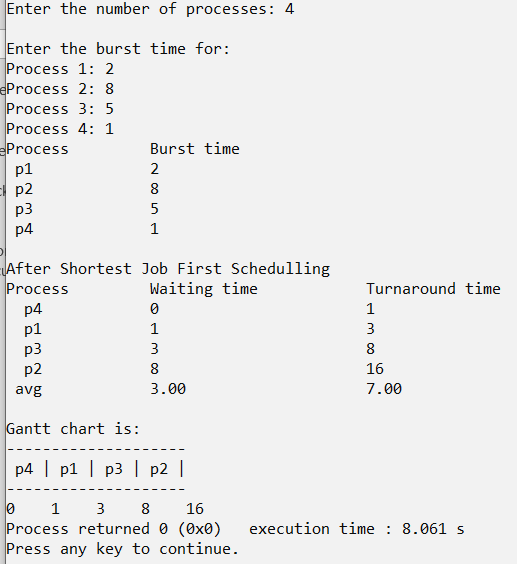 Enter the number of processes: 4
Enter the burst time for:
Process 1: 2
Process 2: 8
Process 3: 5
Process 4: 1
Process Burst time
p1 2
p2 8
p3 5
p4 1
After Shortest Job First Schedulling
Process Waiting time Turnaround time
p4 0 1
p1 1 3
p3 3 8
p2 8 16
avg 3.00 7.00
Gantt chart is:
--------------------
p4 | p1 | p3 | p2 |
--------------------
0 1 3 8 16
Process returned 0 (0x0) execution time : 8.061 s
Press any key to continue.